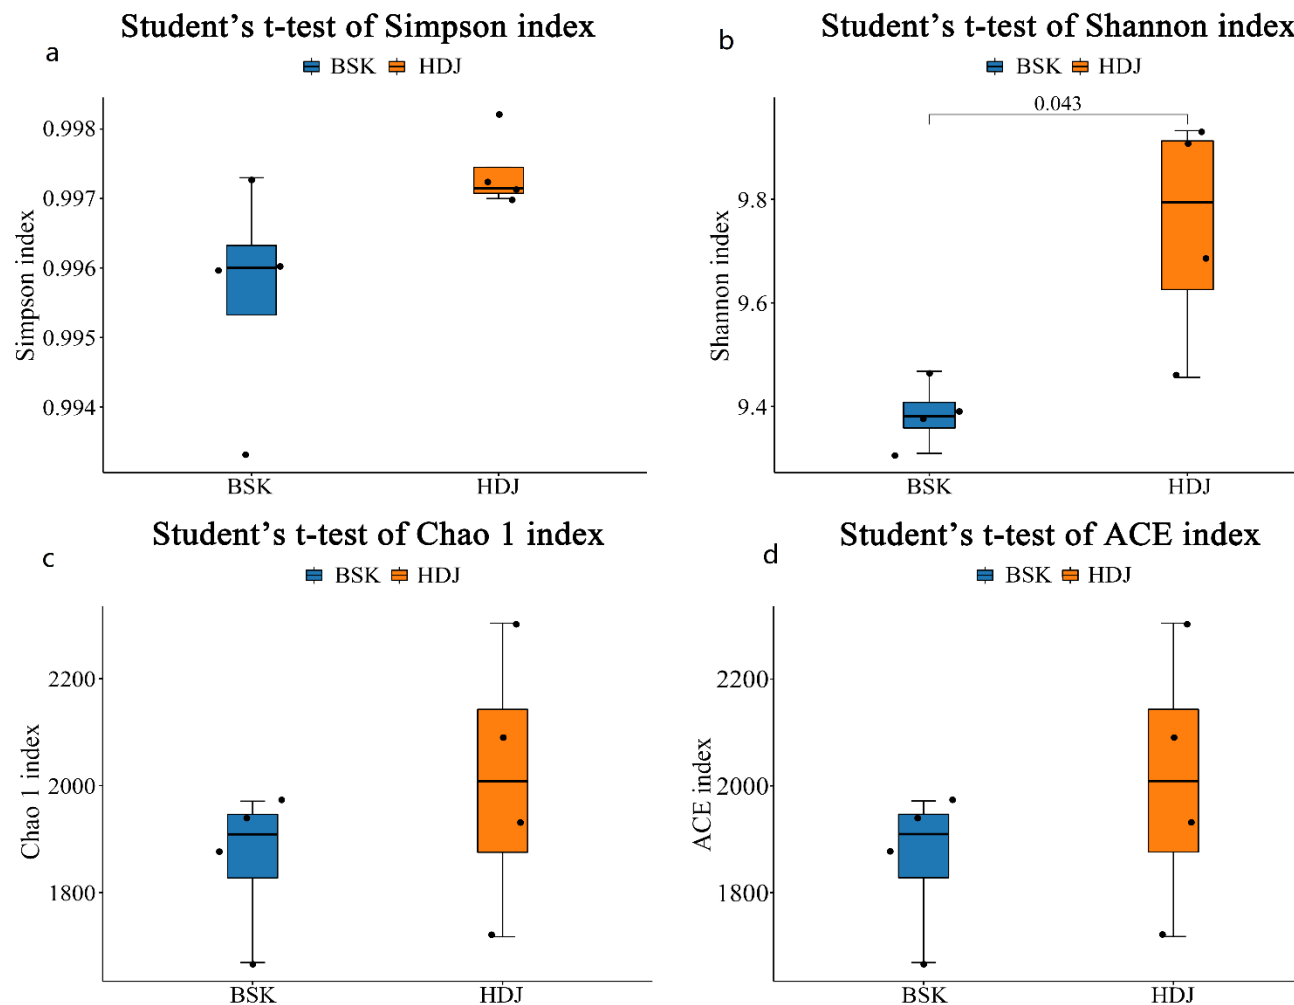 a
Student's t-test of Simpson index
BSK HDJ
0.998
0.997
0.996
0.995
0.994
Simpson index
BSK HDJ
b
Student's t-test of Shannon index
BSK HDJ
0.043
9.8
9.6
9.4
Shannon index
BSK HDJ
c
Student's t-test of Chao 1 index
BSK HDJ
2200
2000
1800
Chao 1 index
BSK HDJ
d
Student's t-test of ACE index
BSK HDJ
2200
2000
1800
ACE index
BSK HDJ